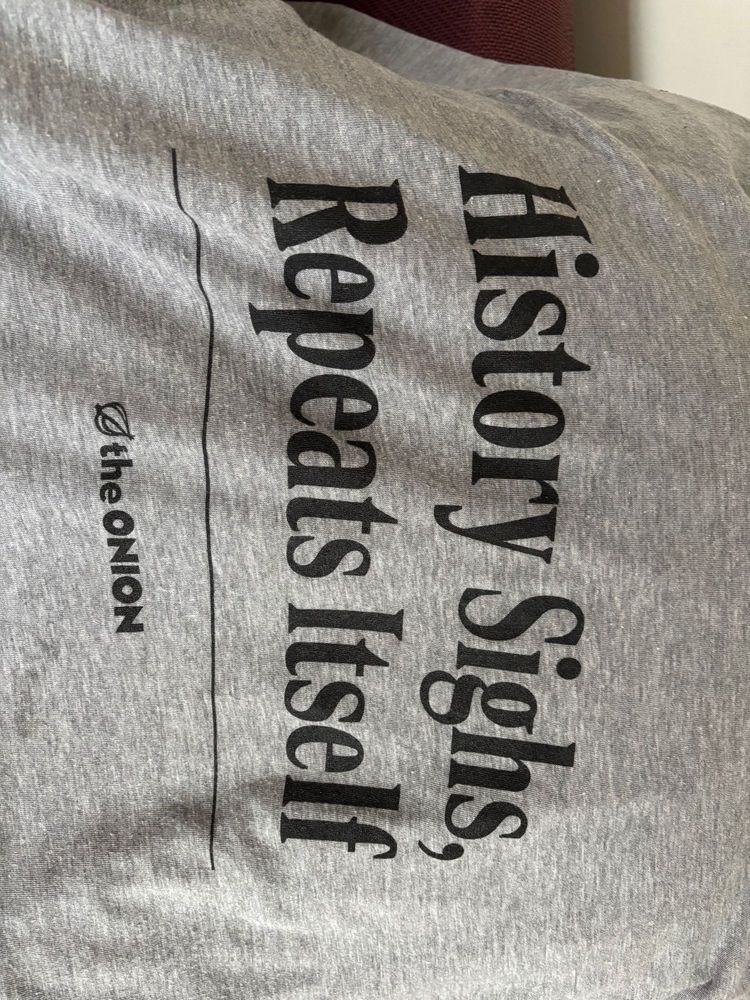 History Sighs,
Repeats Itself
the ONION